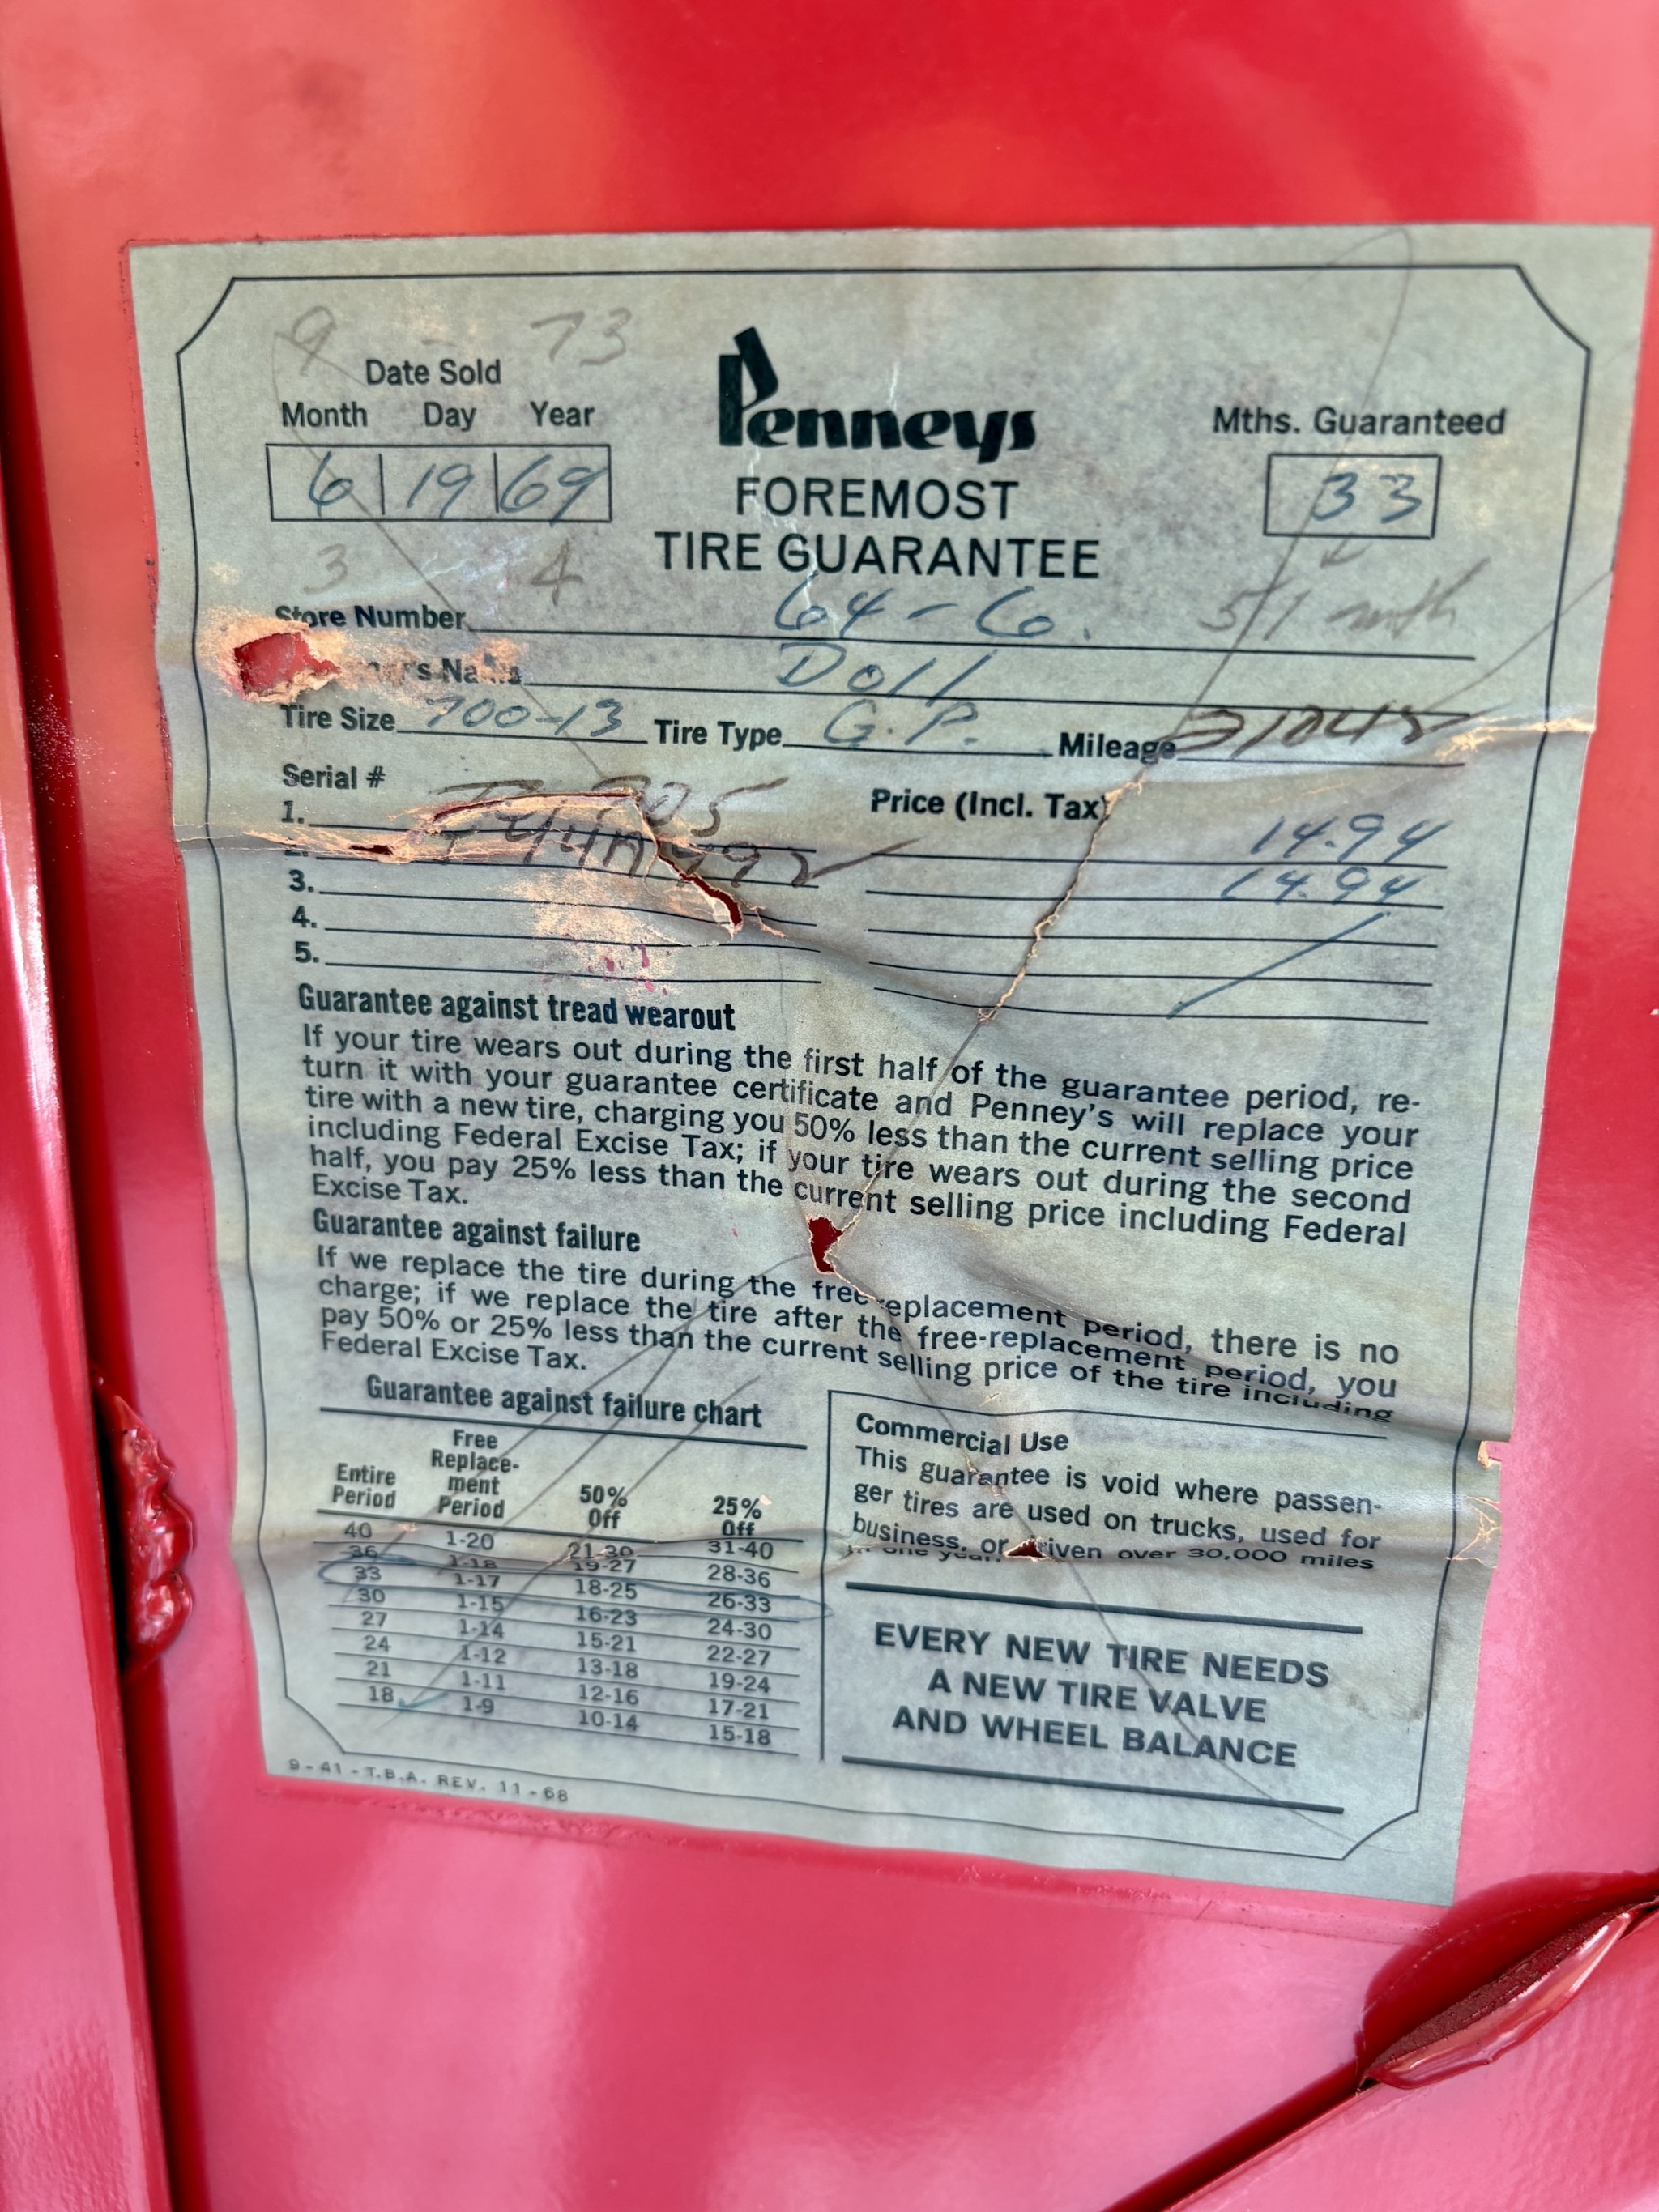 9 - 73
Date Sold
Month Day Year
6 19 69
3 4
Penneys
FOREMOST
TIRE GUARANTEE
Mths. Guaranteed
33
51 mth
Store Number 64-6.
's Name Doll
Tire Size 700-13 Tire Type G.P. Mileage
Serial # Price (Incl. Tax)
1. 14.94
2. 14.94
3.
4.
5.
Guarantee against tread wearout
If your tire wears out during the first half of the guarantee period, re-
turn it with your guarantee certificate and Penney's will replace your
tire with a new tire, charging you 50% less than the current selling price
including Federal Excise Tax; if your tire wears out during the second
half, you pay 25% less than the current selling price including Federal
Excise Tax.
Guarantee against failure
If we replace the tire during the free-replacement period, there is no
charge; if we replace the tire after the free-replacement period, you
pay 50% or 25% less than the current selling price of the tire including
Federal Excise Tax.
Guarantee against failure chart
Entire Period Free Replace-ment Period 50% Off 25% Off
40 1-20 21-30 31-40
36 1-18 19-27 28-36
33 1-17 18-25 26-33
30 1-15 16-23 24-30
27 1-14 15-21 22-27
24 1-12 13-18 19-24
21 1-11 12-16 17-21
18 1-9 10-14 15-18
Commercial Use
This guarantee is void where passen-
ger tires are used on trucks, used for
business, or driven over 30,000 miles
in one year.
EVERY NEW TIRE NEEDS
A NEW TIRE VALVE
AND WHEEL BALANCE
9-41-T.B.A. REV. 11-68